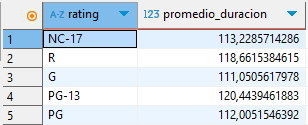 A-Z rating 123 promedio_duracion
1 NC-17 113,2285714286
2 R 118,6615384615
3 G 111,0505617978
4 PG-13 120,4439461883
5 PG 112,0051546392